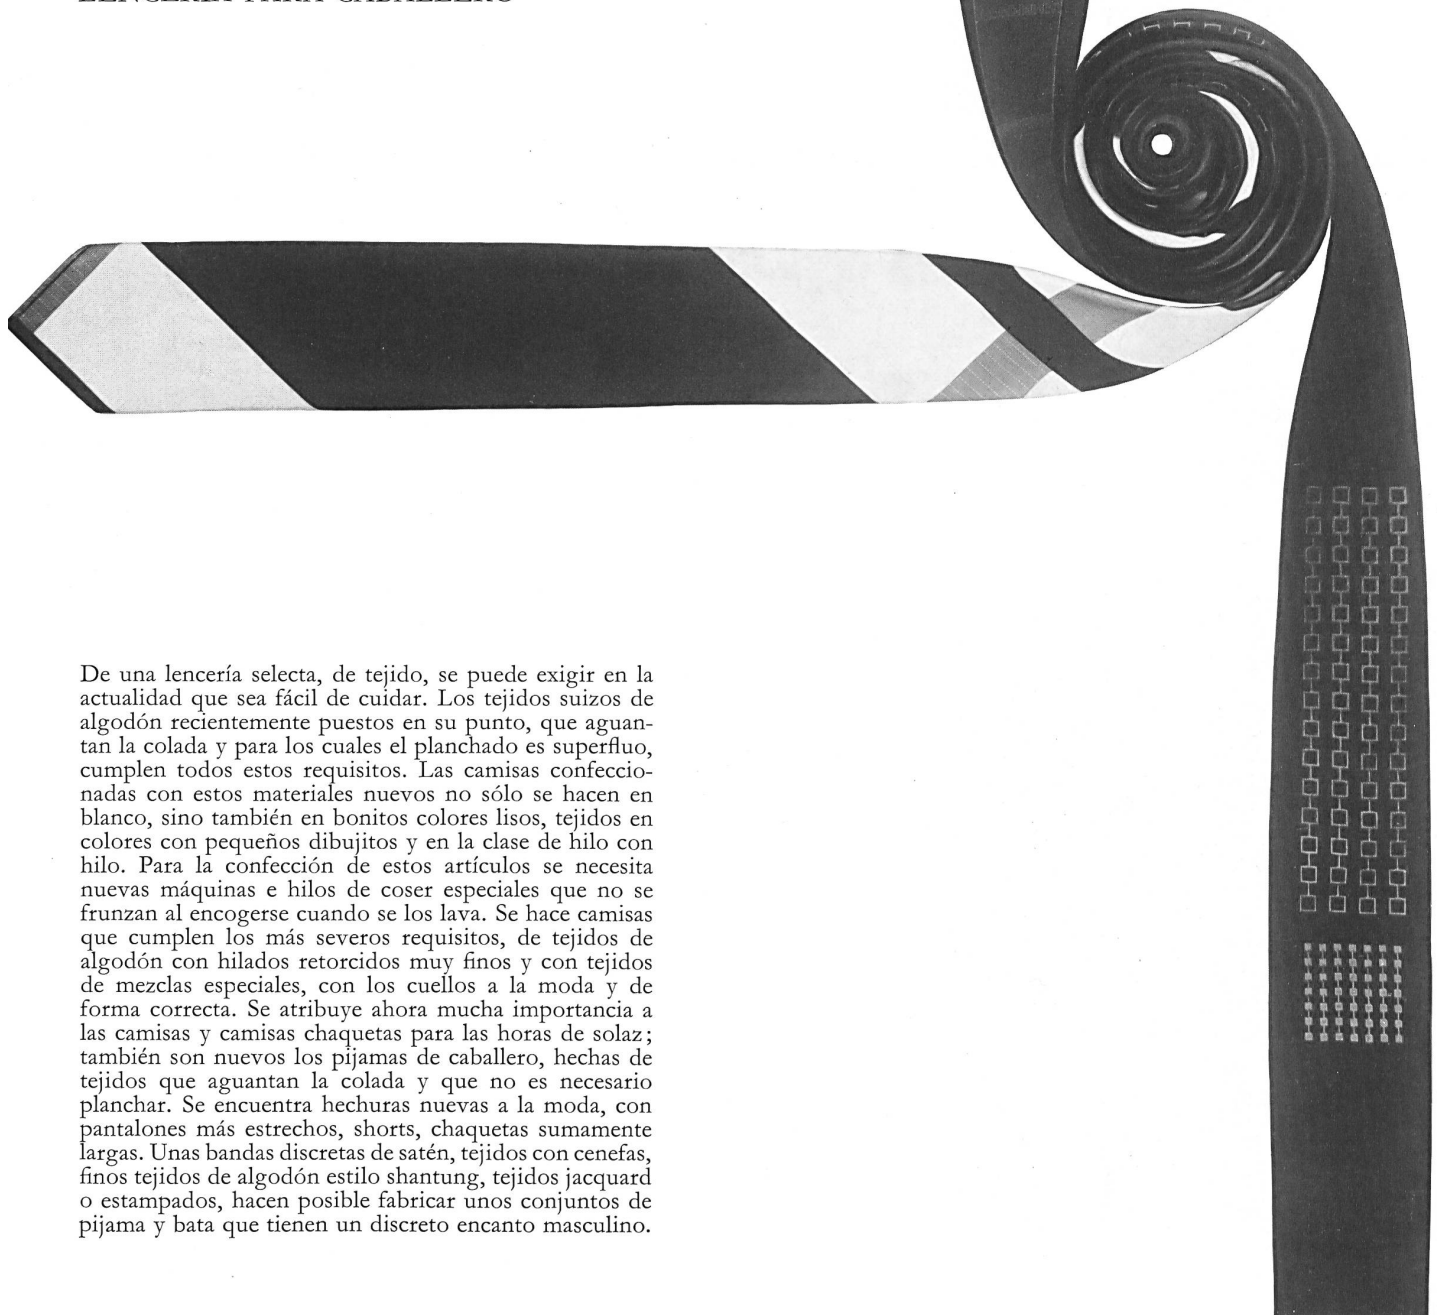 LENCERÍA PARA CABALLERO
De una lencería selecta, de tejido, se puede exigir en la
actualidad que sea fácil de cuidar. Los tejidos suizos de
algodón recientemente puestos en su punto, que aguan-
tan la colada y para los cuales el planchado es superfluo,
cumplen todos estos requisitos. Las camisas confeccio-
nadas con estos materiales nuevos no sólo se hacen en
blanco, sino también en bonitos colores lisos, tejidos en
colores con pequeños dibujitos y en la clase de hilo con
hilo. Para la confección de estos artículos se necesita
nuevas máquinas e hilos de coser especiales que no se
frunzan al encogerse cuando se los lava. Se hace camisas
que cumplen los más severos requisitos, de tejidos de
algodón con hilados retorcidos muy finos y con tejidos
de mezclas especiales, con los cuellos a la moda y de
forma correcta. Se atribuye ahora mucha importancia a
las camisas y camisas chaquetas para las horas de solaz;
también son nuevos los pijamas de caballero, hechas de
tejidos que aguantan la colada y que no es necesario
planchar. Se encuentra hechuras nuevas a la moda, con
pantalones más estrechos, shorts, chaquetas sumamente
largas. Unas bandas discretas de satén, tejidos con cenefas,
finos tejidos de algodón estilo shantung, tejidos jacquard
o estampados, hacen posible fabricar unos conjuntos de
pijama y bata que tienen un discreto encanto masculino.